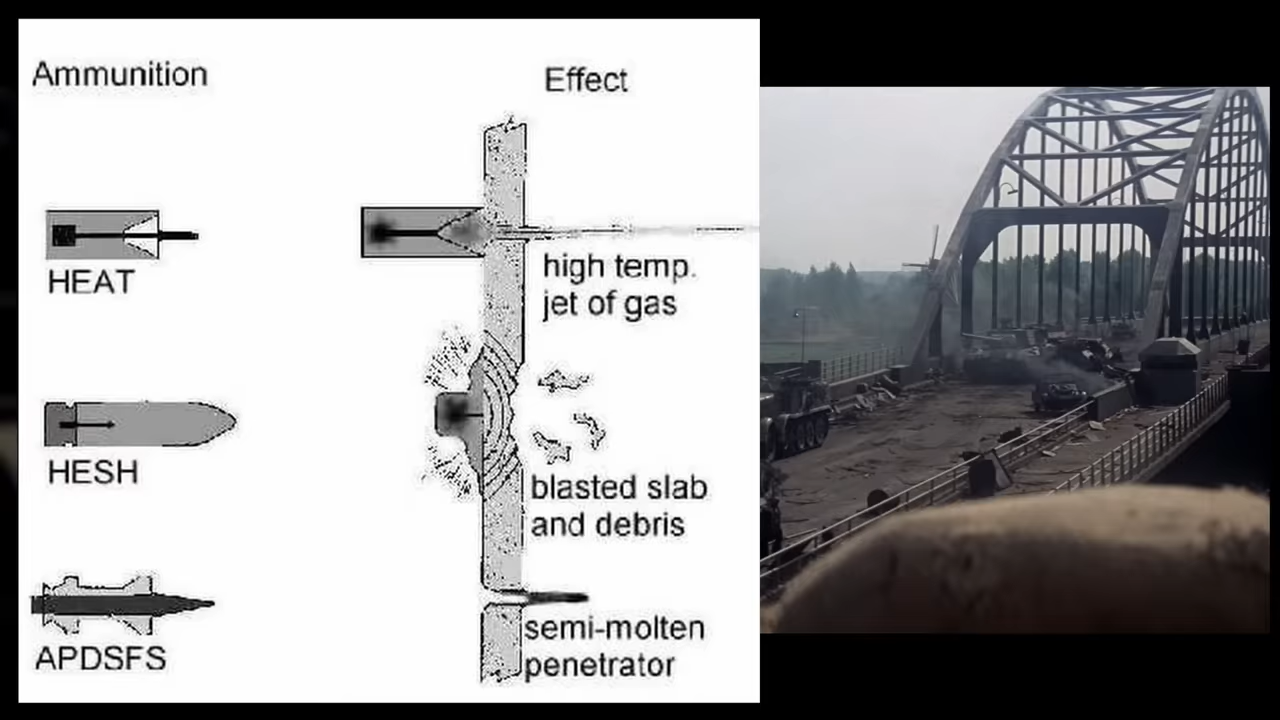 Ammunition
Effect
HEAT
high temp.
jet of gas
HESH
blasted slab
and debris
APDSFS
semi-molten
penetrator